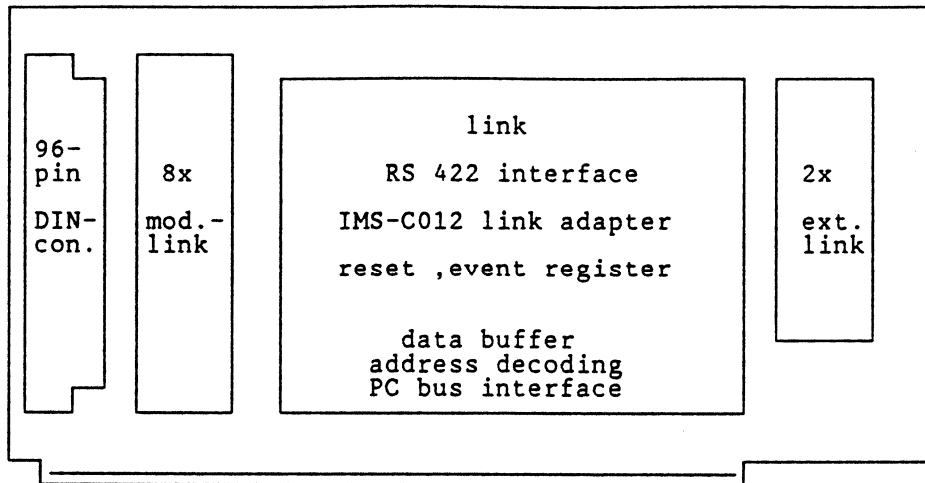 96-
pin
DIN-
con.
8x
mod.-
link
link
RS 422 interface
IMS-C012 link adapter
reset ,event register
data buffer
address decoding
PC bus interface
2x
ext.
link